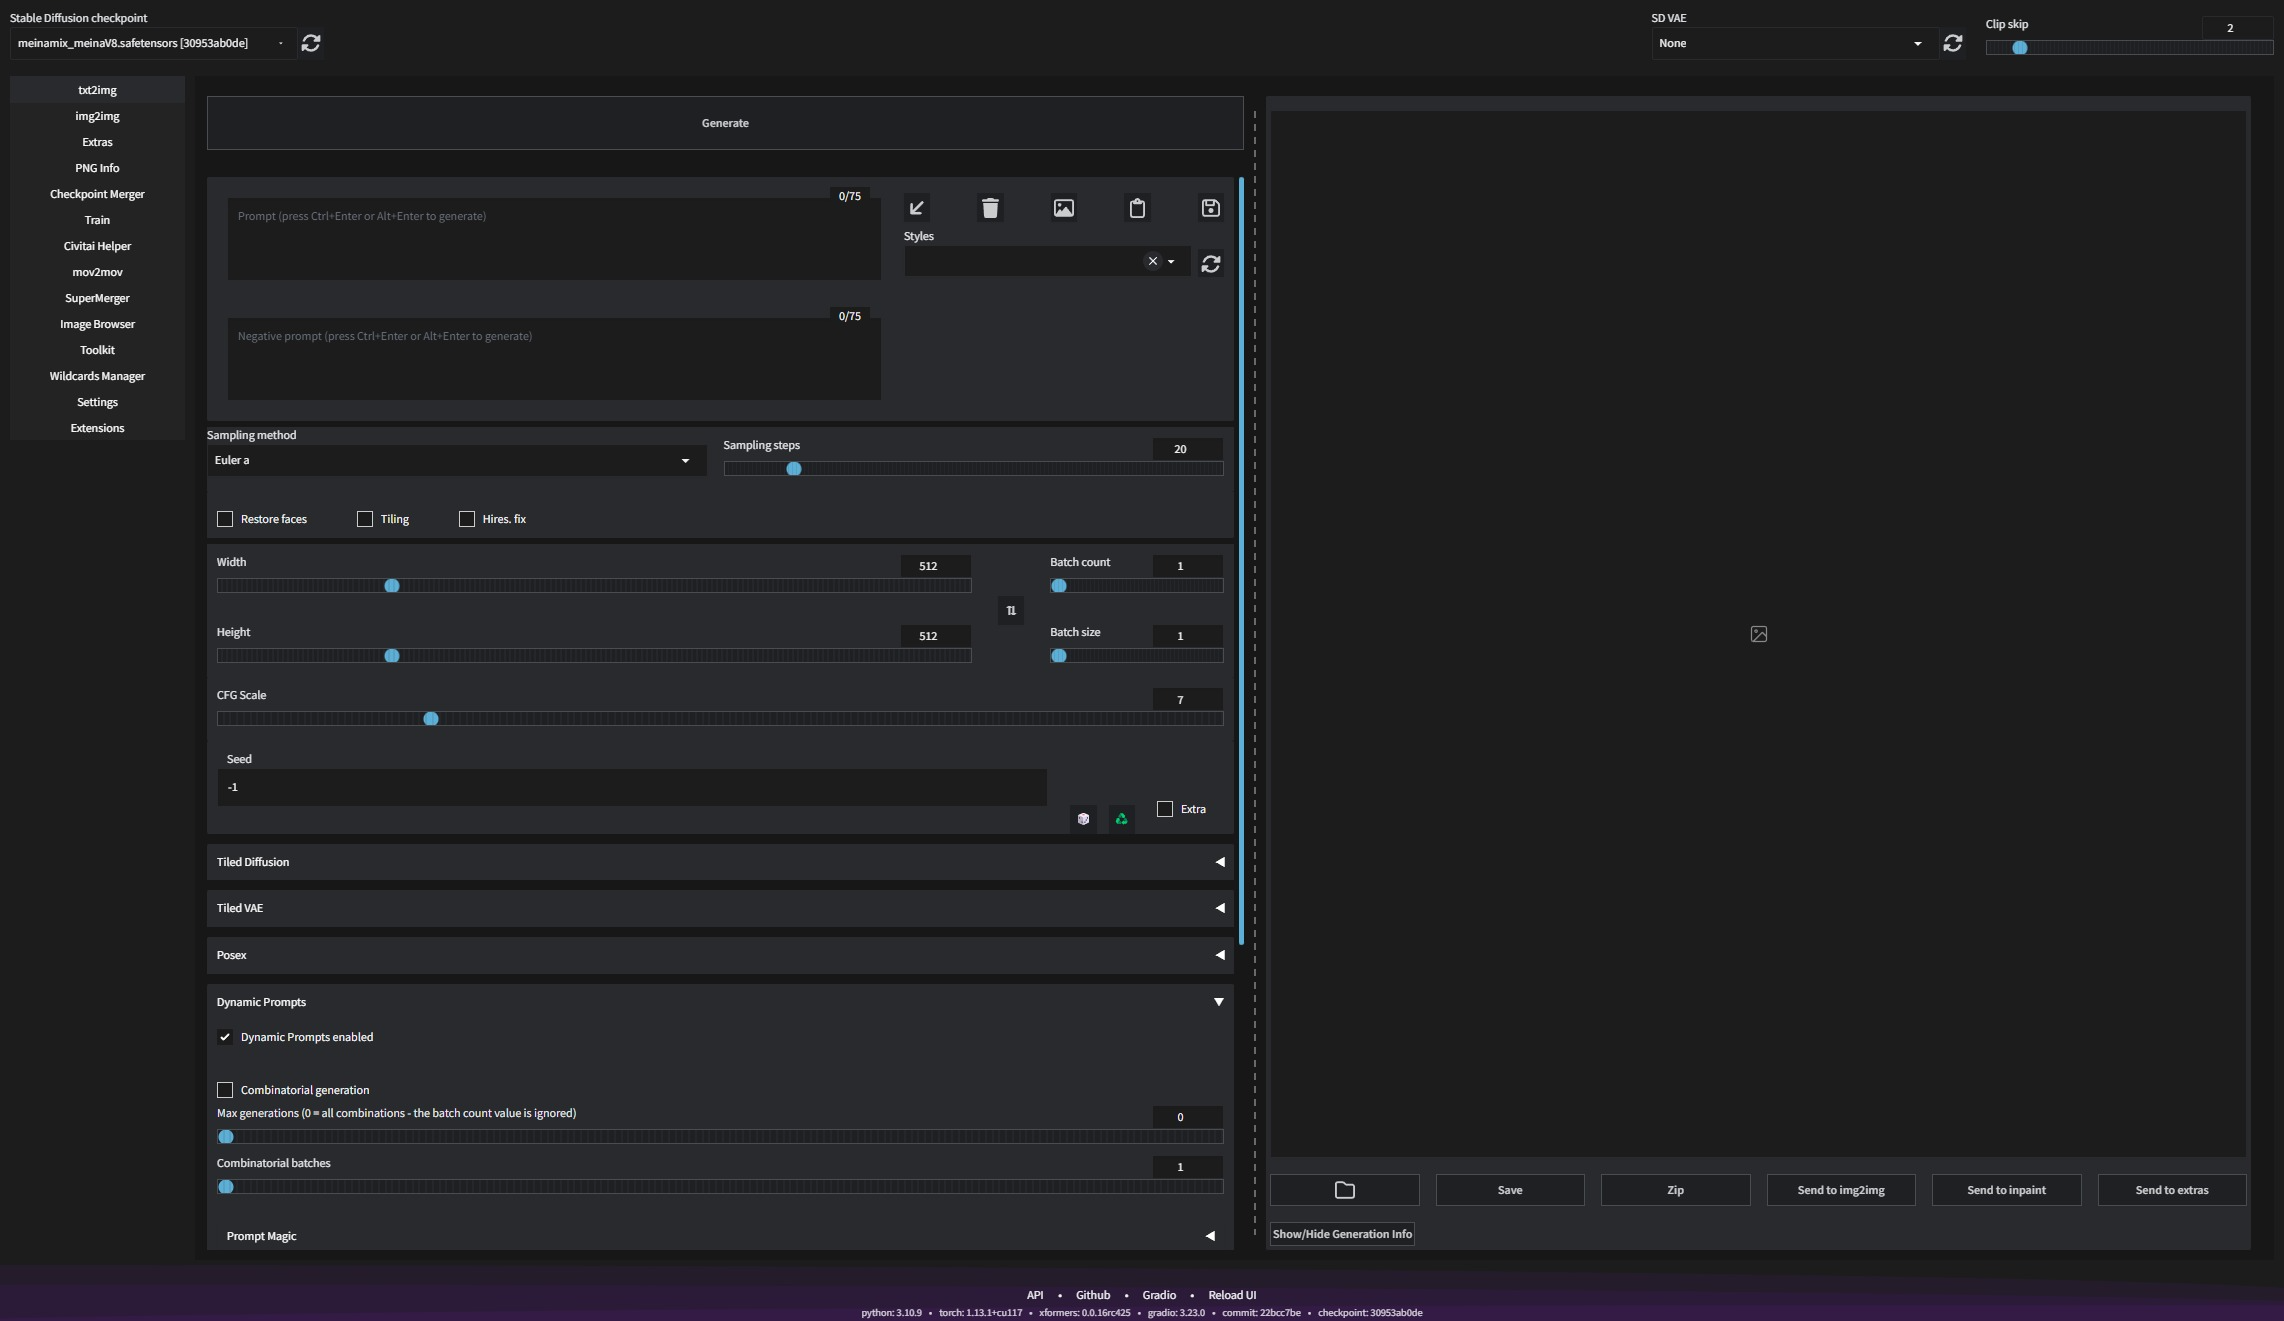 Stable Diffusion checkpoint
meinamix_meinaV8.safetensors [30953ab0de]
SD VAE
None
Clip skip
2
txt2img
img2img
Extras
PNG Info
Checkpoint Merger
Train
Civitai Helper
mov2mov
SuperMerger
Image Browser
Toolkit
Wildcards Manager
Settings
Extensions
Generate
0/75
Prompt (press Ctrl+Enter or Alt+Enter to generate)
Styles
0/75
Negative prompt (press Ctrl+Enter or Alt+Enter to generate)
Sampling method
Euler a
Sampling steps
20
Restore faces
Tiling
Hires. fix
Width
512
Batch count
1
Height
512
Batch size
1
CFG Scale
7
Seed
-1
Extra
Tiled Diffusion
Tiled VAE
Posex
Dynamic Prompts
Dynamic Prompts enabled
Combinatorial generation
Max generations (0 = all combinations - the batch count value is ignored)
0
Combinatorial batches
1
Prompt Magic
Save
Zip
Send to img2img
Send to inpaint
Send to extras
Show/Hide Generation Info
API • Github • Gradio • Reload UI
python: 3.10.9 • torch: 1.13.1+cu117 • xformers: 0.0.16rc425 • gradio: 3.23.0 • commit: 22bcc7be • checkpoint: 30953ab0de